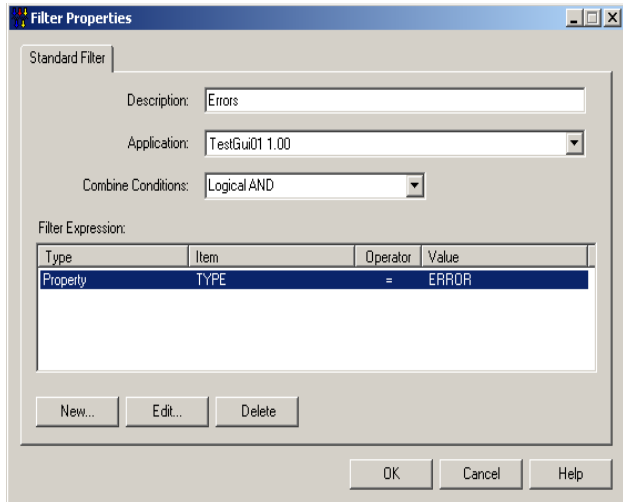 Filter Properties
Standard Filter
Description: Errors
Application: TestGui01 1.00
Combine Conditions: Logical AND
Filter Expression:
Type Item Operator Value
Property TYPE = ERROR
New... Edit... Delete
OK Cancel Help